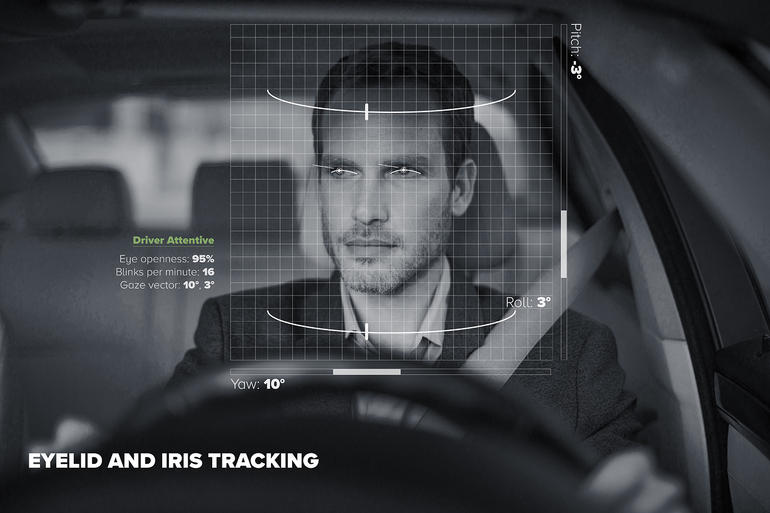 Pitch: -3°
Driver Attentive
Eye openness: 95%
Blinks per minute: 16
Gaze vector: 10°, 3°
Roll: 3°
Yaw: 10°
EYELID AND IRIS TRACKING